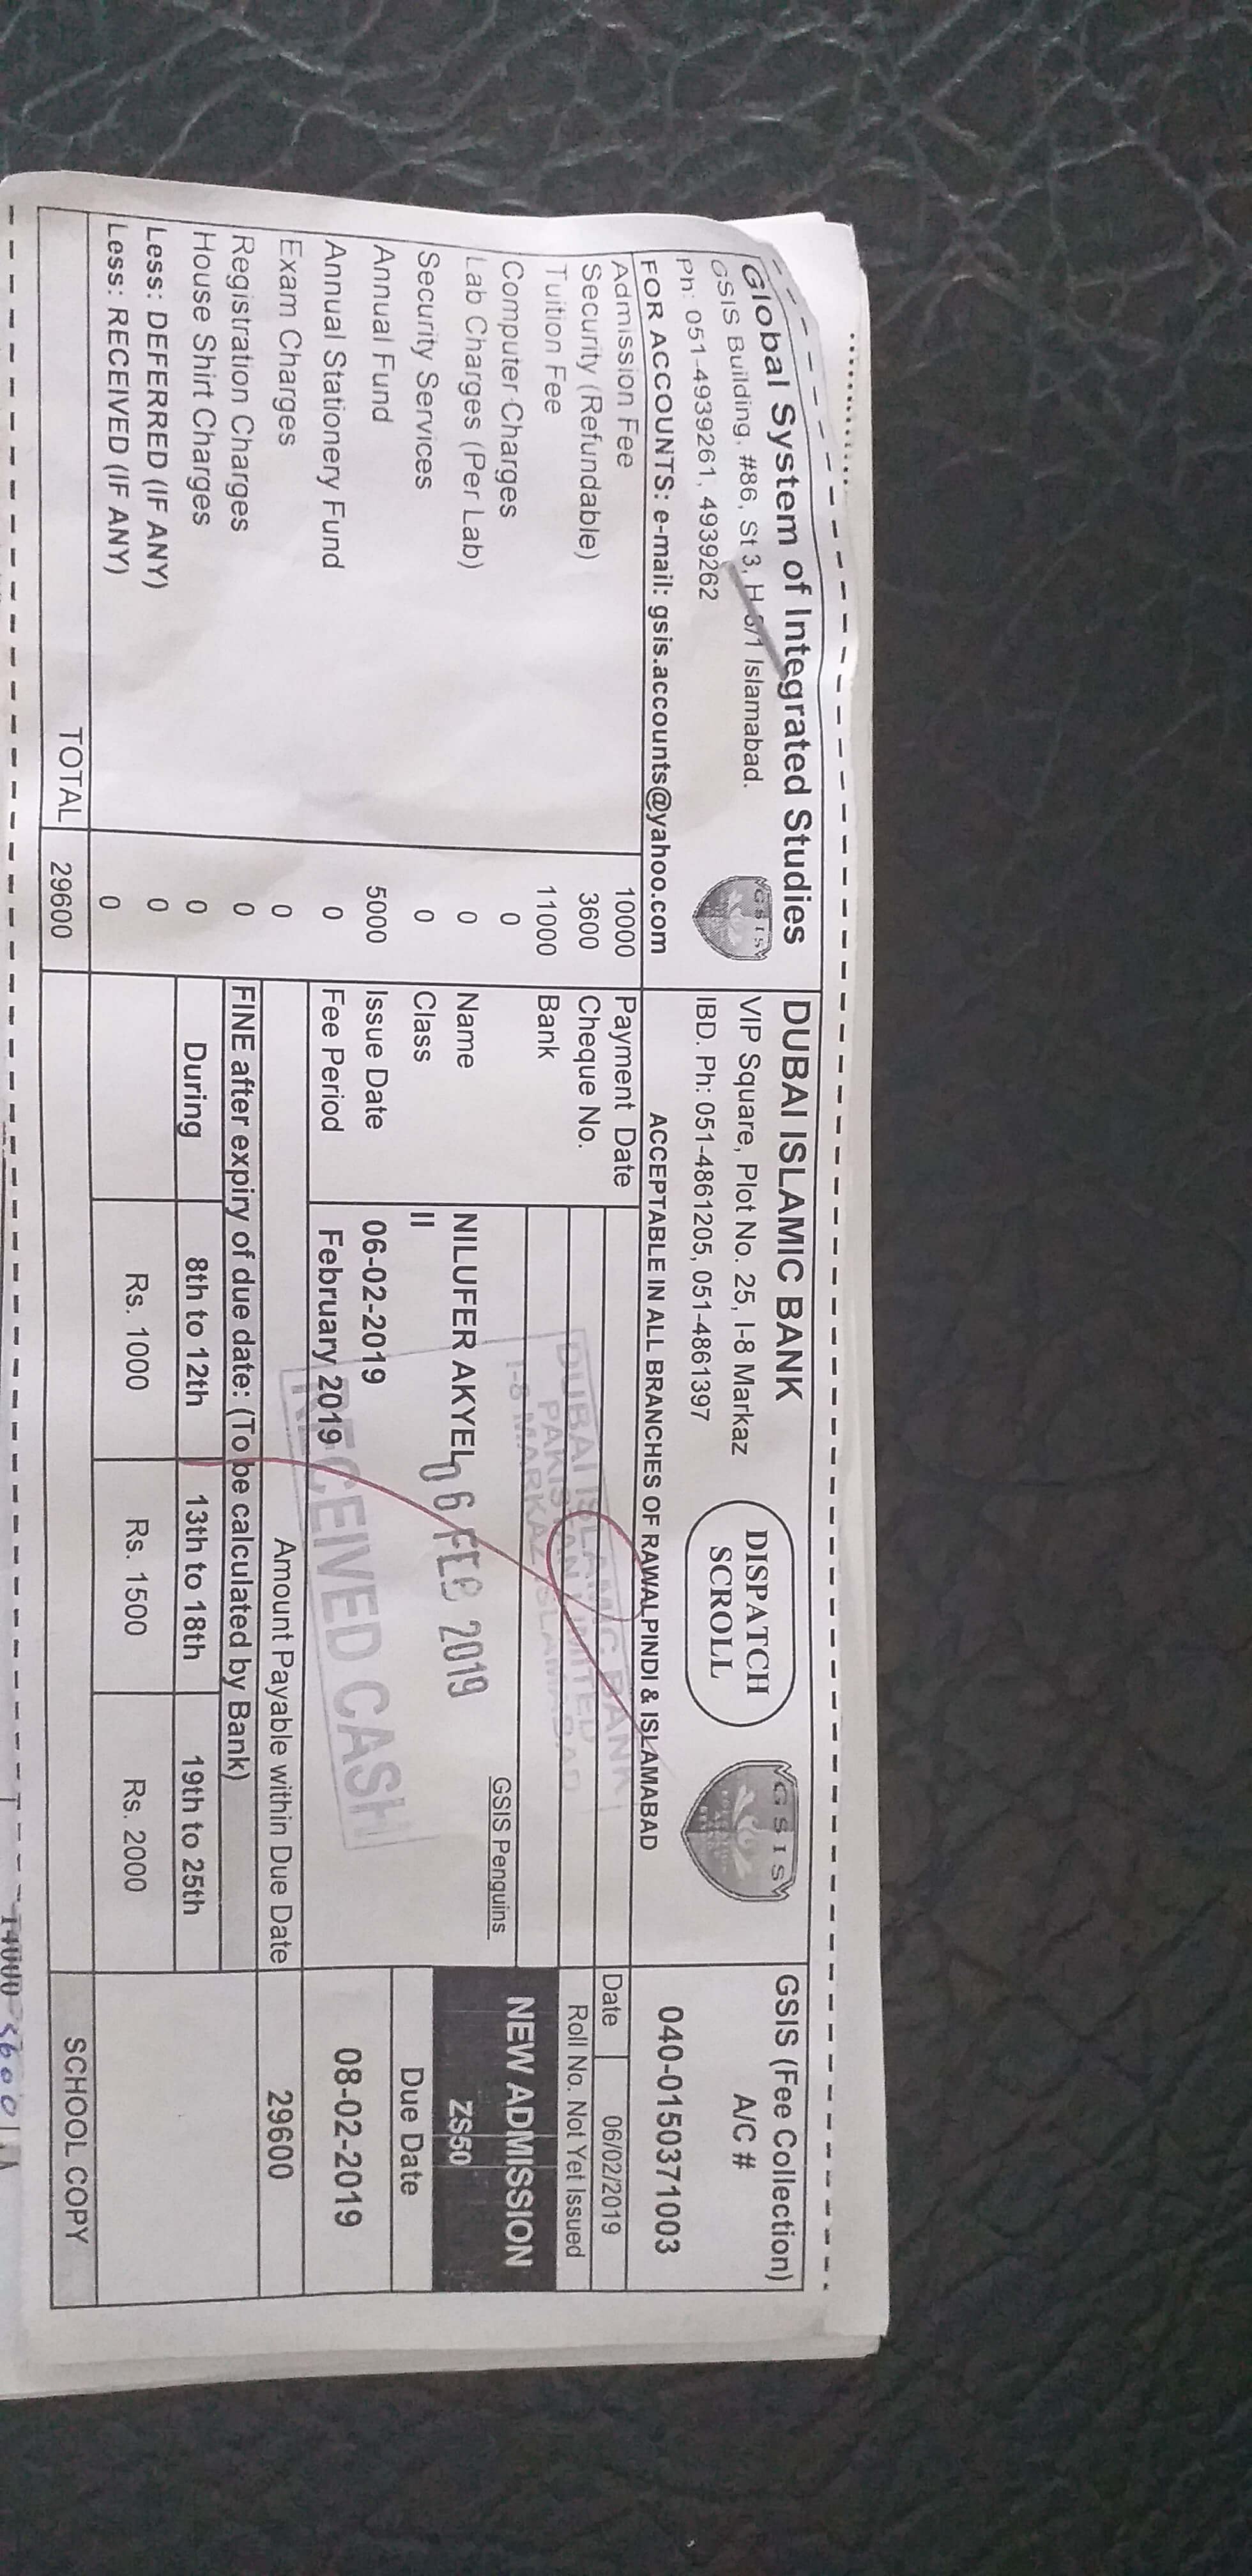 Global System of Integrated Studies
GSIS Building, #86, St 3, H-8/1 Islamabad.
Ph: 051-4939261, 4939262
GSIS
FOR ACCOUNTS: e-mail: gsis.accounts@yahoo.com
Admission Fee 10000
Security (Refundable) 3600
Tuition Fee 11000
Computer Charges 0
Lab Charges (Per Lab) 0
Security Services 0
Annual Fund 5000
Annual Stationery Fund 0
Exam Charges 0
Registration Charges 0
House Shirt Charges 0
Less: DEFERRED (IF ANY) 0
Less: RECEIVED (IF ANY) 0
TOTAL 29600
DUBAI ISLAMIC BANK
VIP Square, Plot No. 25, I-8 Markaz
IBD. Ph: 051-4861205, 051-4861397
DISPATCH
SCROLL
GSIS
ACCEPTABLE IN ALL BRANCHES OF RAWALPINDI & ISLAMABAD
Payment Date
Cheque No.
Bank
GSIS Penguins
Name NILUFER AKYEL
Class II
Issue Date 06-02-2019
Fee Period February 2019
DUBAI ISLAMIC BANK
PAKISTAN LIMITED
I-8 MARKAZ ISLAMABAD
06 FEB 2019
RECEIVED CASH
Amount Payable within Due Date 29600
FINE after expiry of due date: (To be calculated by Bank)
During 8th to 12th 13th to 18th 19th to 25th
Rs. 1000 Rs. 1500 Rs. 2000
GSIS (Fee Collection)
A/C #
040-0150371003
Date 06/02/2019
Roll No. Not Yet Issued
NEW ADMISSION
ZS50
Due Date
08-02-2019
SCHOOL COPY